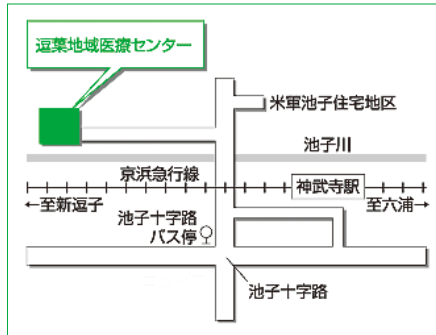 逗葉地域医療センター
米軍池子住宅地区
池子川
京浜急行線
神武寺駅
←至新逗子
至六浦→
池子十字路
バス停
池子十字路